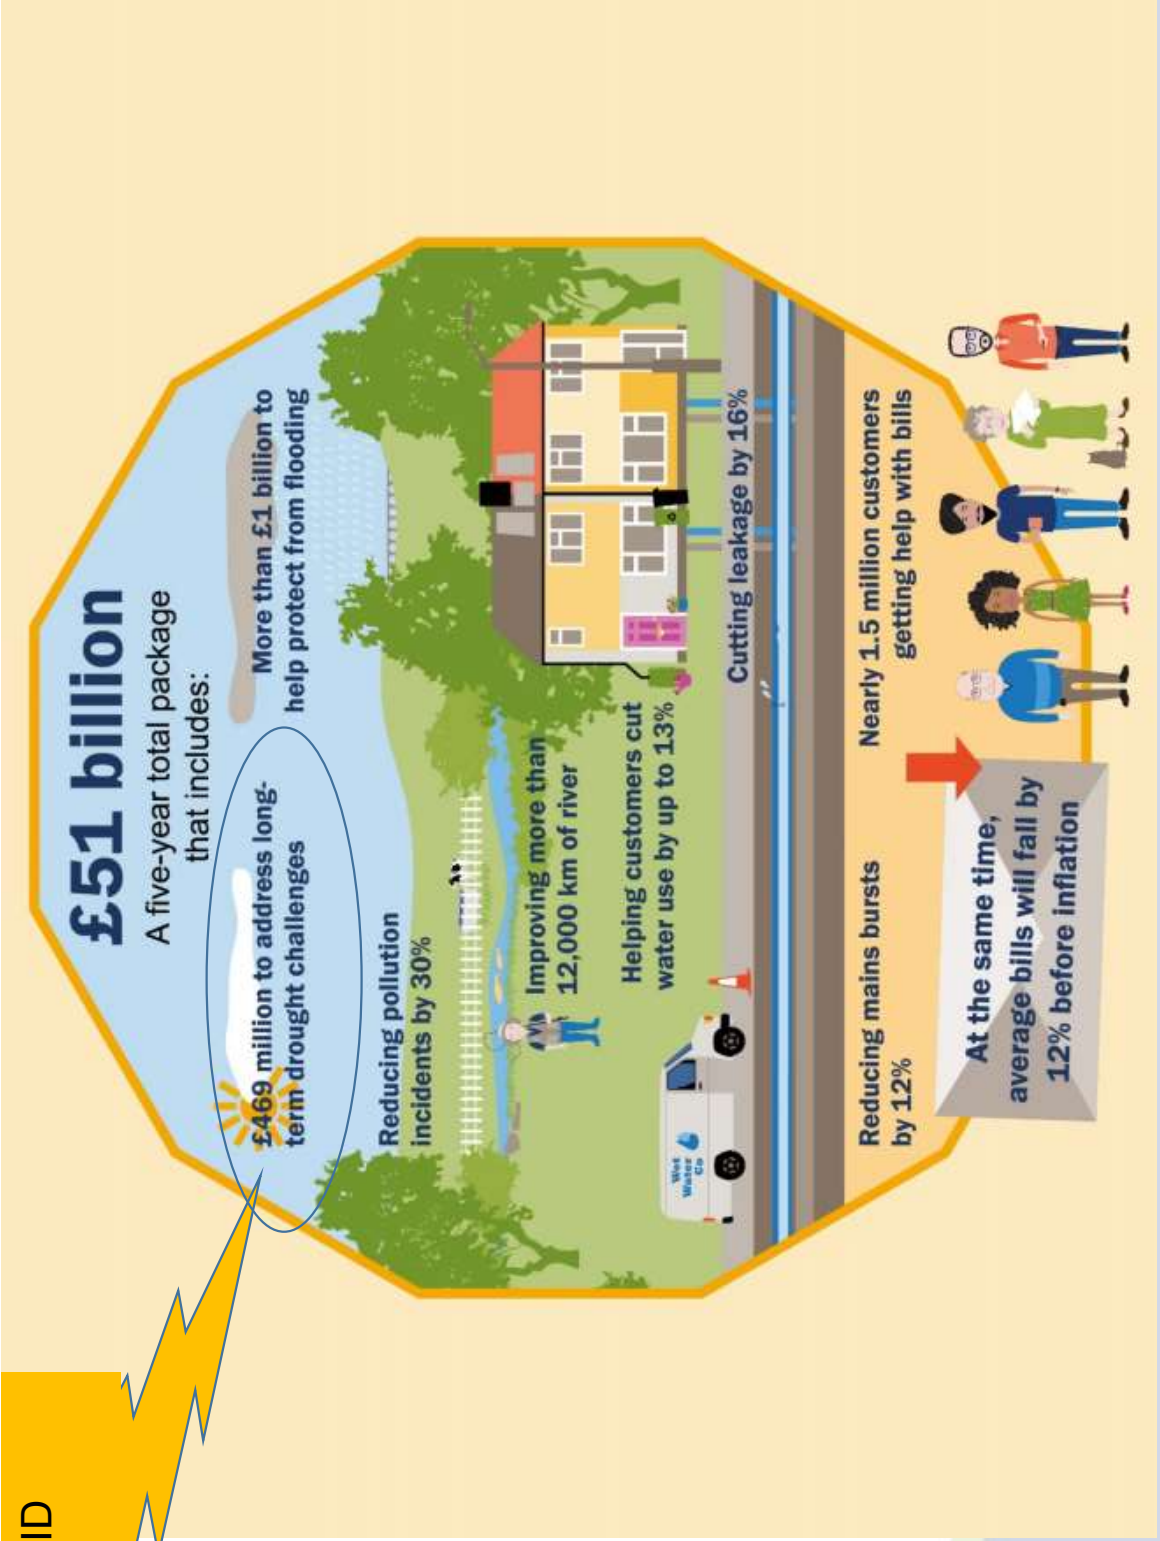 £51 billion
A five-year total package
that includes:
£469 million to address long-
term drought challenges
More than £1 billion to
help protect from flooding
Reducing pollution
incidents by 30%
Improving more than
12,000 km of river
Helping customers cut
water use by up to 13%
Wet
Water
Co
Cutting leakage by 16%
Reducing mains bursts
by 12%
Nearly 1.5 million customers
getting help with bills
At the same time,
average bills will fall by
12% before inflation
ID